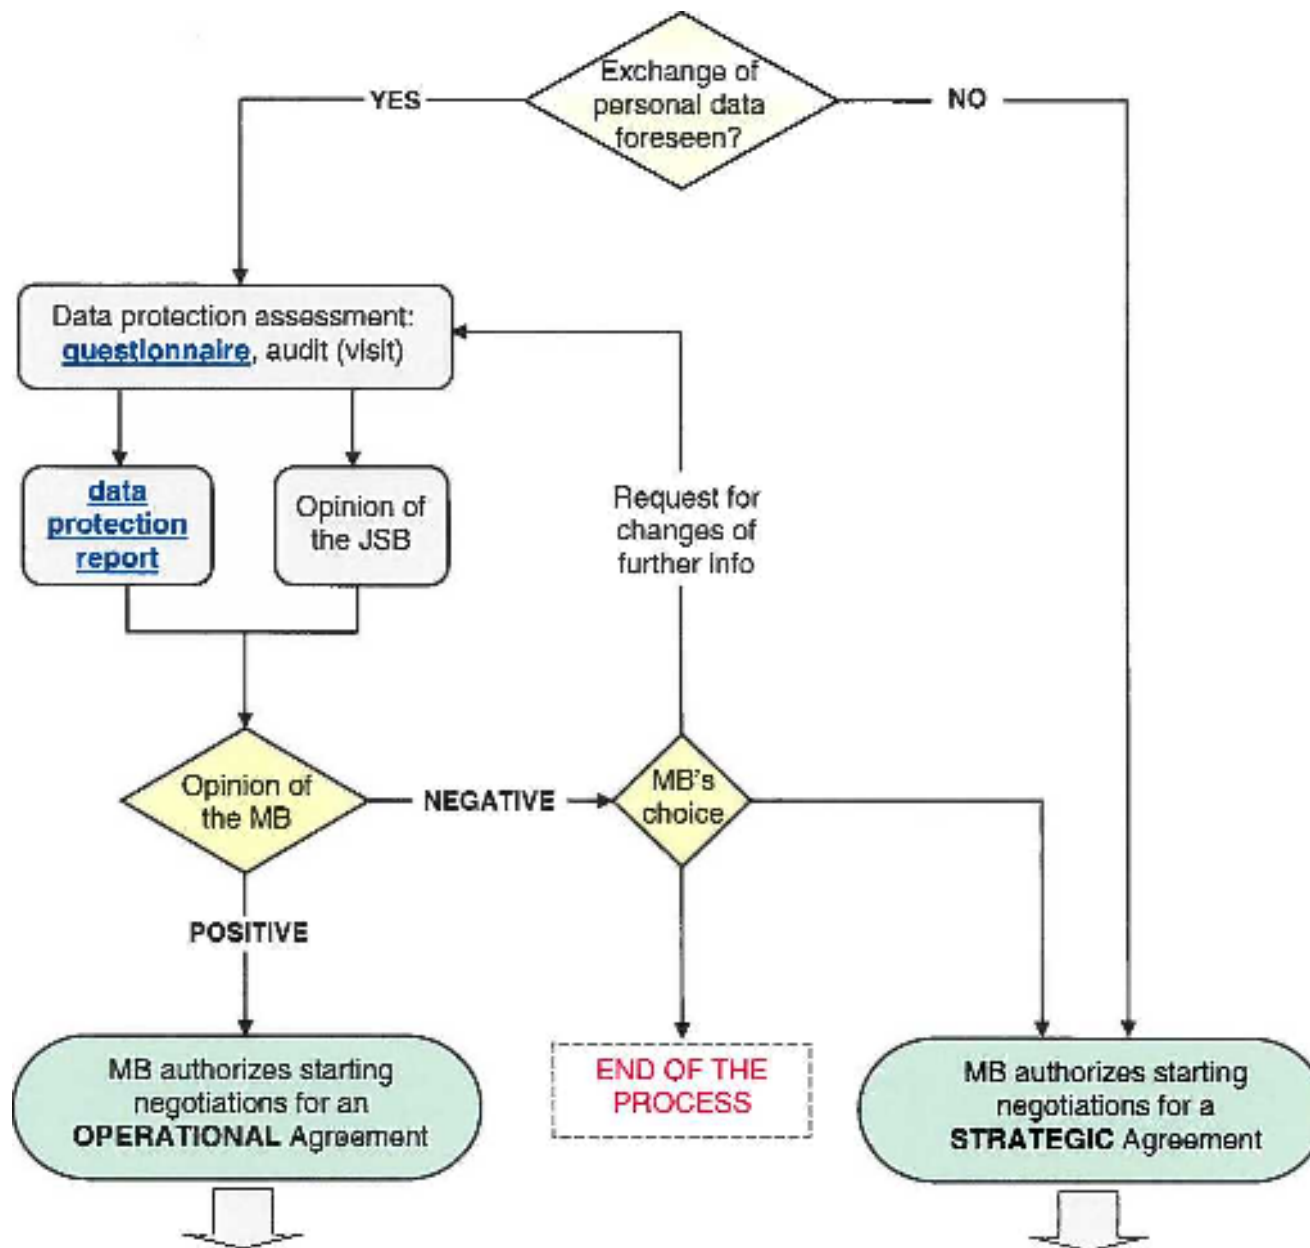 Exchange of
personal data
foreseen?
YES
NO
Data protection assessment:
questionnaire, audit (visit)
data
protection
report
Opinion of
the JSB
Request for
changes of
further info
Opinion of
the MB
NEGATIVE
MB's
choice
POSITIVE
MB authorizes starting
negotiations for an
OPERATIONAL Agreement
END OF THE
PROCESS
MB authorizes starting
negotiations for a
STRATEGIC Agreement